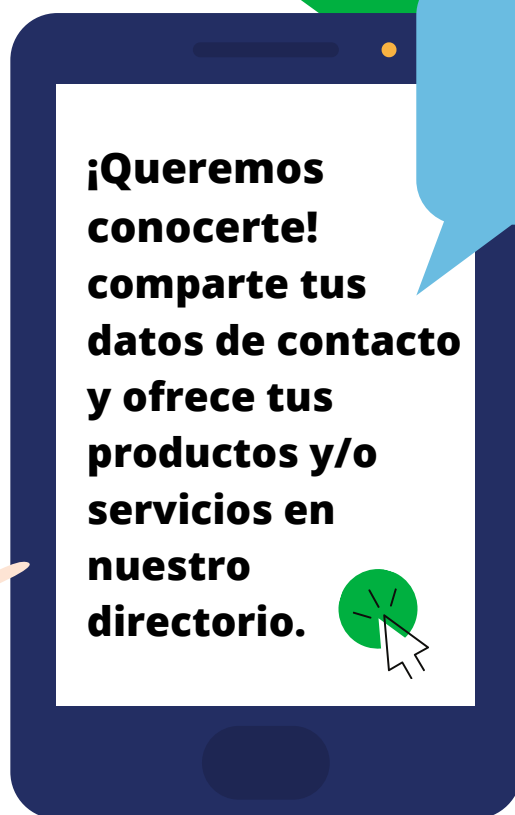 ¡Queremos
conocerte!
comparte tus
datos de contacto
y ofrece tus
productos y/o
servicios en
nuestro
directorio.